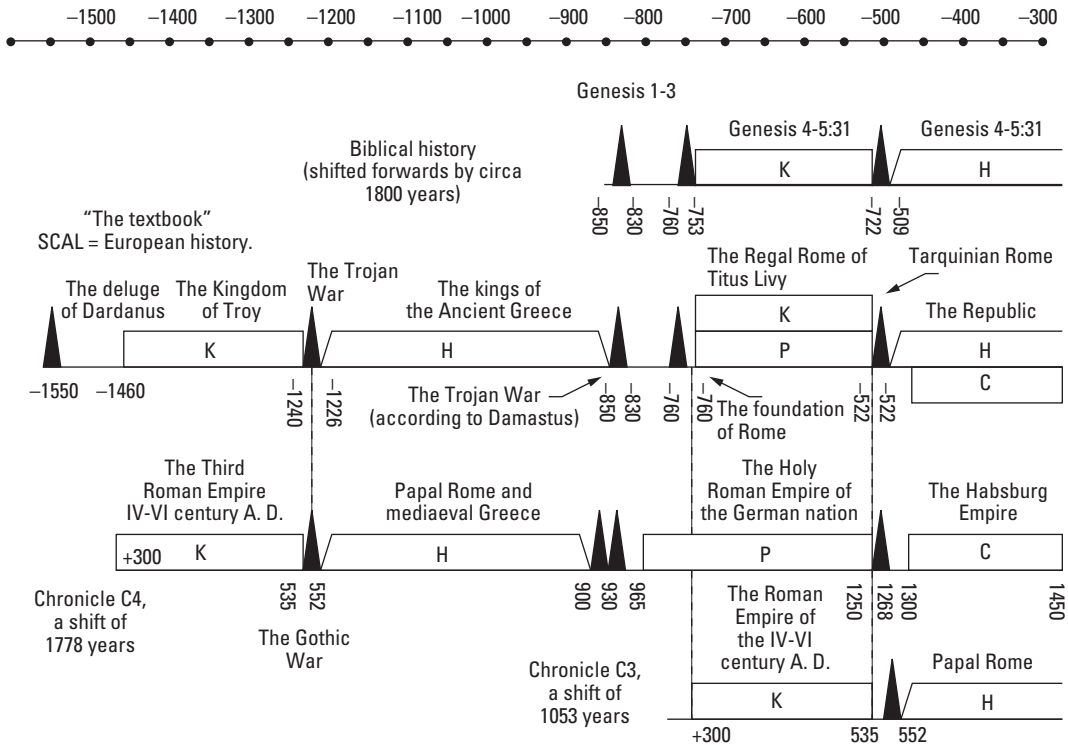 –1500 –1400 –1300 –1200 –1100 –1000 –900 –800 –700 –600 –500 –400 –300
Genesis 1-3
Biblical history
(shifted forwards by circa
1800 years)
Genesis 4-5:31
Genesis 4-5:31
K
H
–850
–830
–760
–753
–722
–509
"The textbook"
SCAL = European history.
The deluge
of Dardanus
The Kingdom
of Troy
The Trojan
War
The kings of
the Ancient Greece
The Regal Rome of
Titus Livy
Tarquinian Rome
The Republic
K
K
H
P
H
C
–1550
–1460
–1240
–1226
The Trojan War
(according to Damastus)
–850
–830
–760
–760
The foundation
of Rome
–522
–522
The Third
Roman Empire
IV-VI century A. D.
Papal Rome and
mediaeval Greece
The Holy
Roman Empire of
the German nation
The Habsburg
Empire
+300
K
H
P
C
Chronicle C4,
a shift of
1778 years
535
552
The Gothic
War
900
930
965
1250
1268
1300
1450
Chronicle C3,
a shift of
1053 years
The Roman
Empire of
the IV-VI
century A. D.
Papal Rome
K
H
+300
535
552